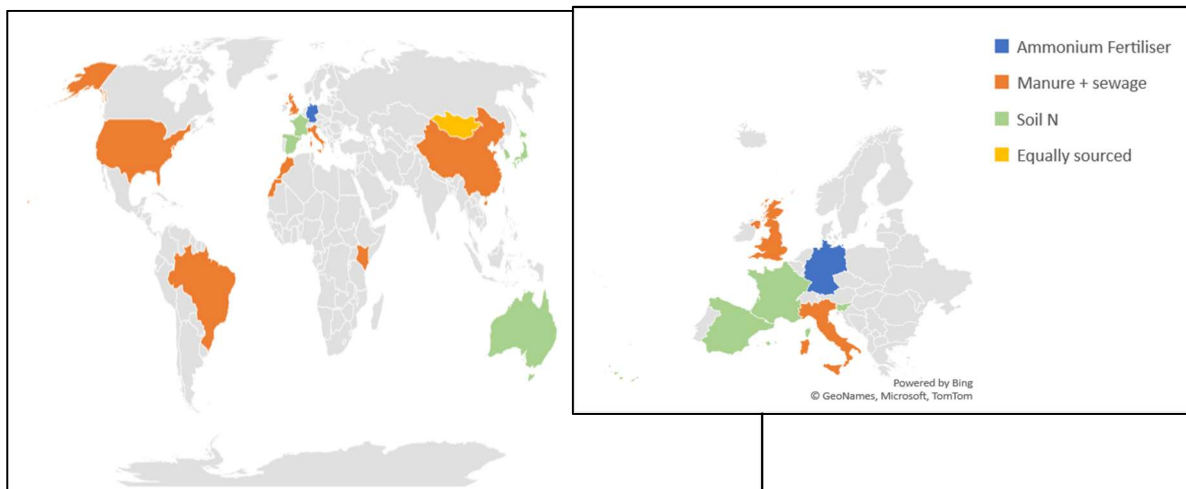 Ammonium Fertiliser
Manure + sewage
Soil N
Equally sourced
Powered by Bing
© GeoNames, Microsoft, TomTom